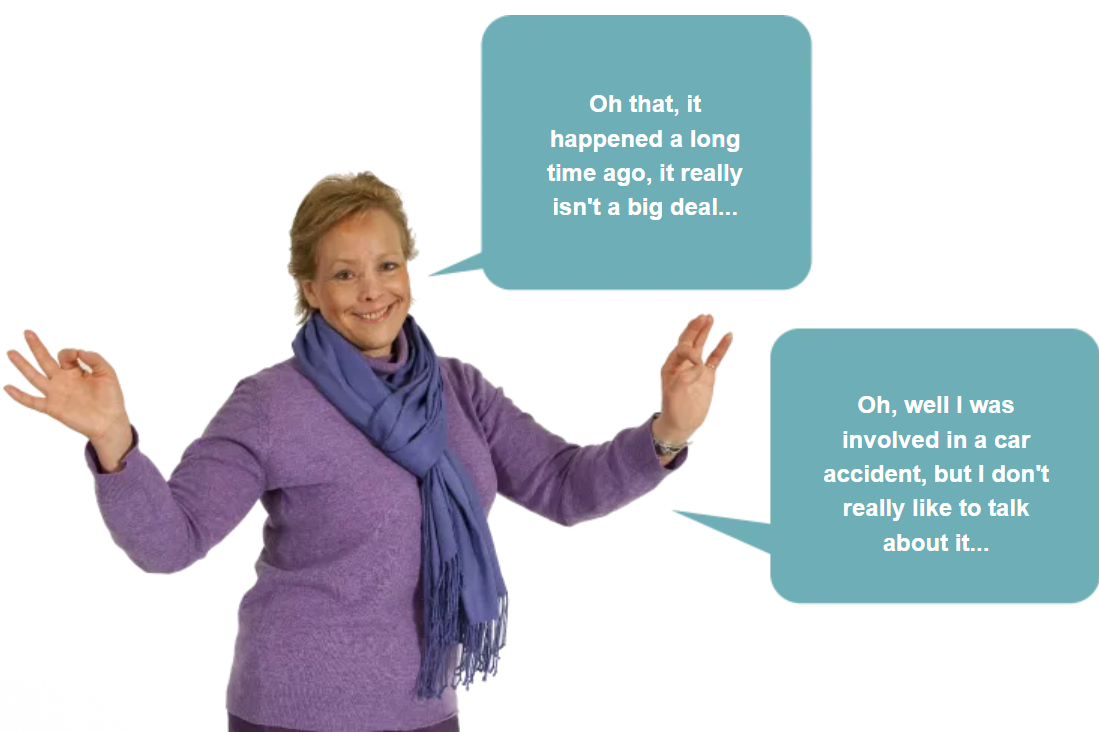 Oh that, it
happened a long
time ago, it really
isn't a big deal...
Oh, well I was
involved in a car
accident, but I don't
really like to talk
about it...